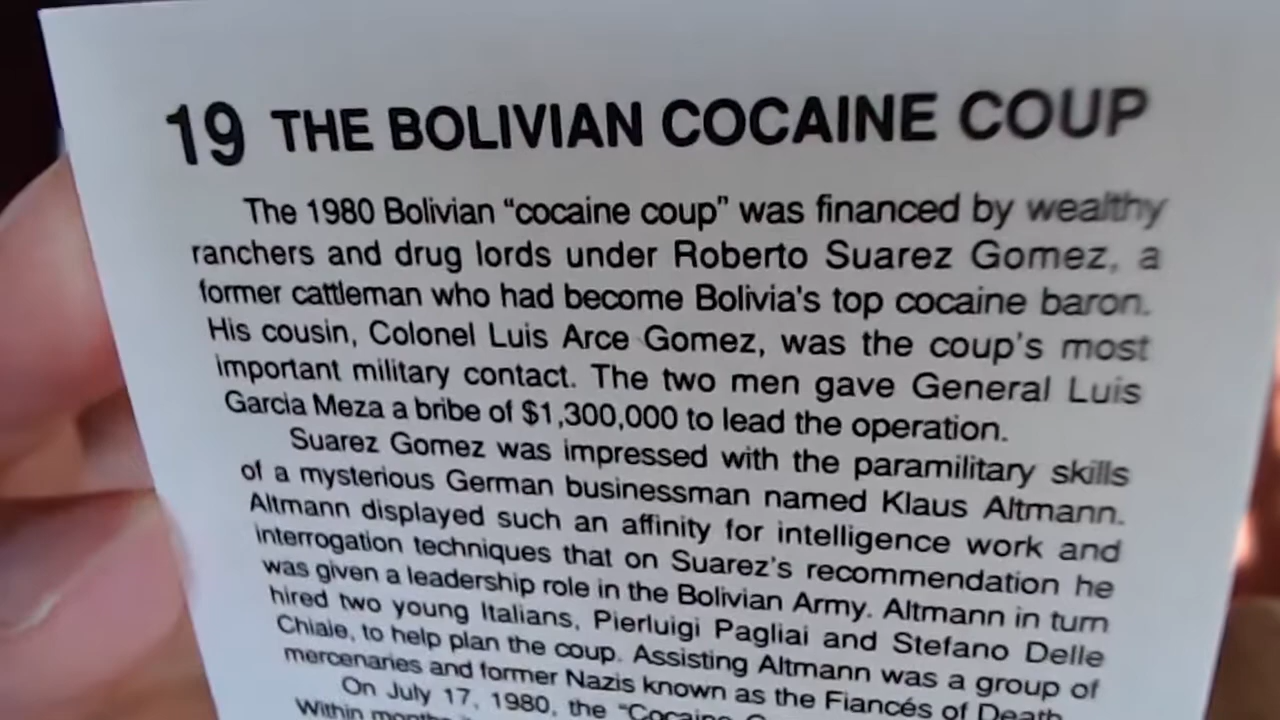 19 THE BOLIVIAN COCAINE COUP
The 1980 Bolivian “cocaine coup” was financed by wealthy
ranchers and drug lords under Roberto Suarez Gomez, a
former cattleman who had become Bolivia's top cocaine baron.
His cousin, Colonel Luis Arce Gomez, was the coup's most
important military contact. The two men gave General Luis
Garcia Meza a bribe of $1,300,000 to lead the operation.
Suarez Gomez was impressed with the paramilitary skills
of a mysterious German businessman named Klaus Altmann.
Altmann displayed such an affinity for intelligence work and
interrogation techniques that on Suarez's recommendation he
was given a leadership role in the Bolivian Army. Altmann in turn
hired two young Italians, Pierluigi Pagliai and Stefano Delle
Chiaie, to help plan the coup. Assisting Altmann was a group of
mercenaries and former Nazis known as the Fiancés of Death.
On July 17, 1980, the “Cocaine
Within months